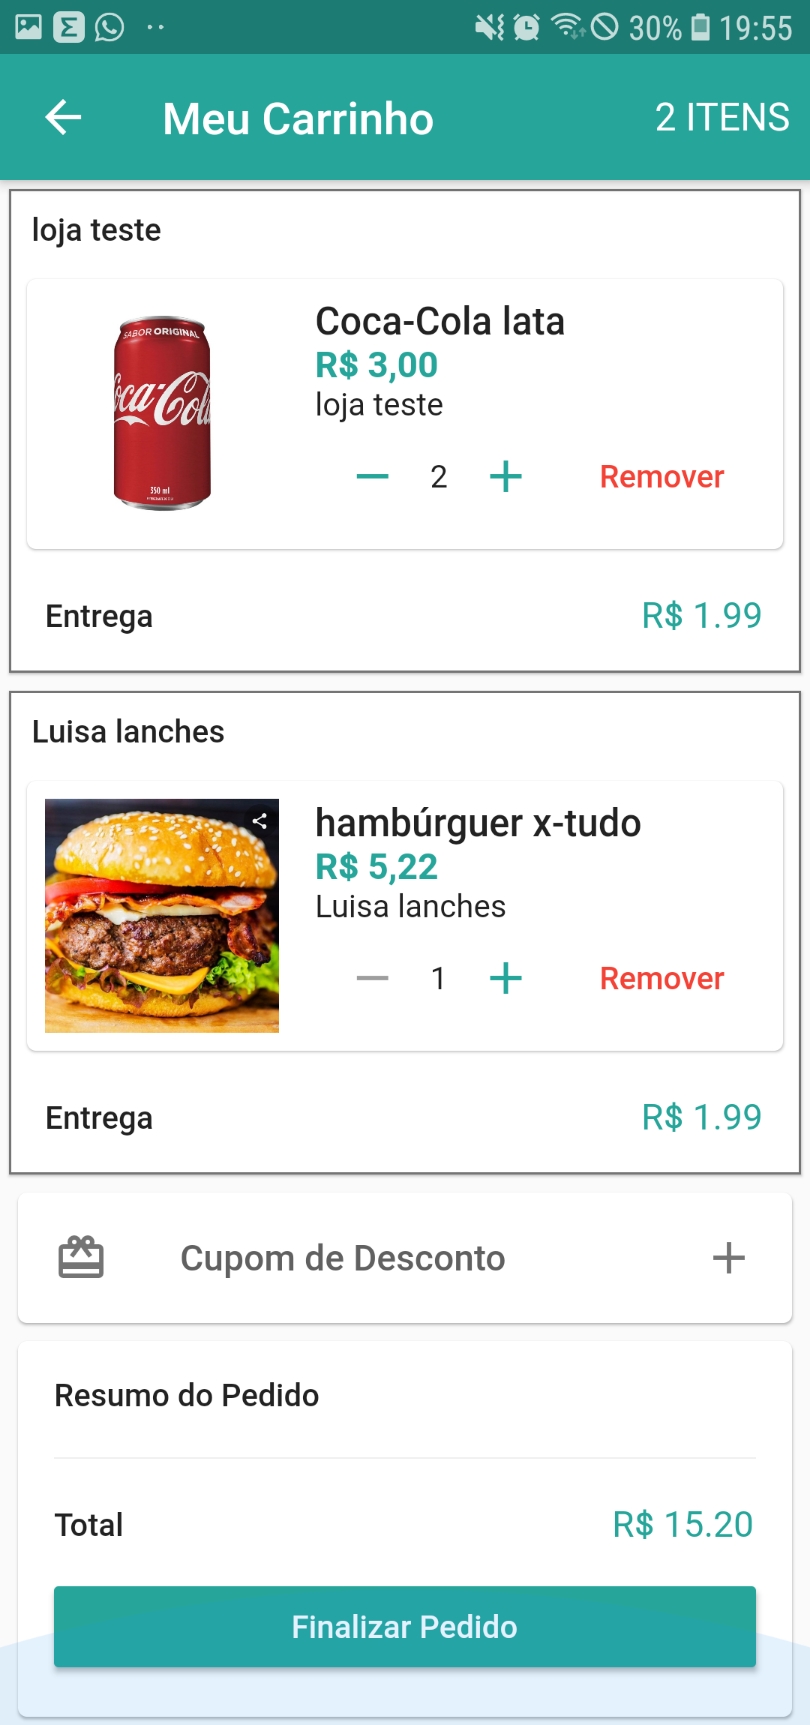 30% 19:55
Meu Carrinho 2 ITENS
loja teste
SABOR ORIGINAL
Coca-Cola
350 ml
Coca-Cola lata
R$ 3,00
loja teste
2 Remover
Entrega R$ 1.99
Luisa lanches
hambúrguer x-tudo
R$ 5,22
Luisa lanches
1 Remover
Entrega R$ 1.99
Cupom de Desconto
Resumo do Pedido
Total R$ 15.20
Finalizar Pedido